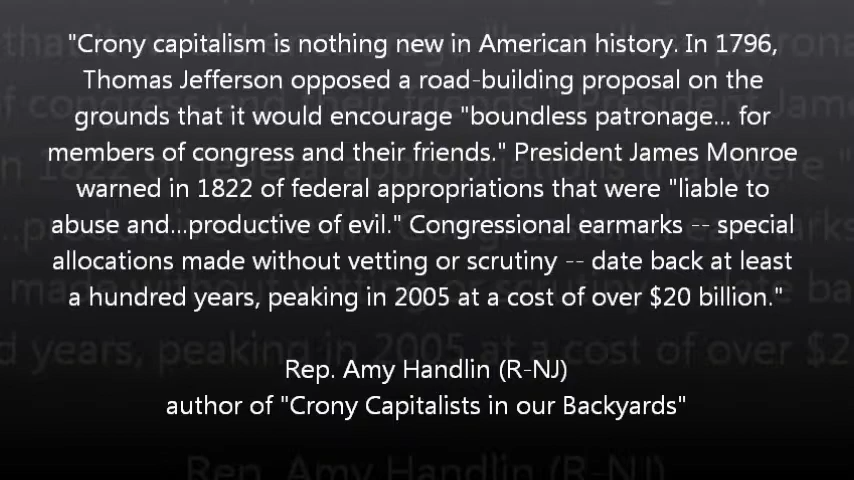 "Crony capitalism is nothing new in American history. In 1796,
Thomas Jefferson opposed a road-building proposal on the
grounds that it would encourage "boundless patronage... for
members of congress and their friends." President James Monroe
warned in 1822 of federal appropriations that were "liable to
abuse and...productive of evil." Congressional earmarks -- special
allocations made without vetting or scrutiny -- date back at least
a hundred years, peaking in 2005 at a cost of over $20 billion."
Rep. Amy Handlin (R-NJ)
author of "Crony Capitalists in our Backyards"